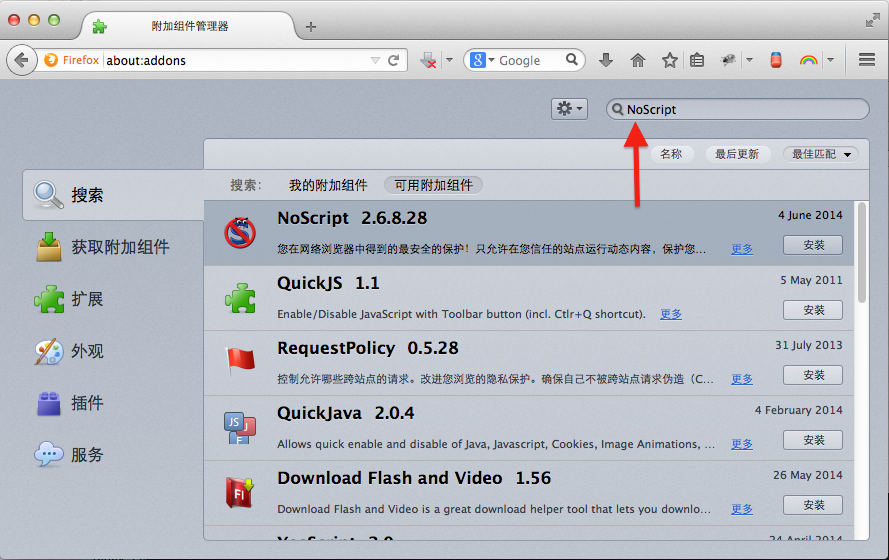 附加组件管理器
Firefox about:addons
Google
NoScript
名称 最后更新 最佳匹配
搜索: 我的附加组件 可用附加组件
搜索
获取附加组件
扩展
外观
插件
服务
NoScript 2.6.8.28 4 June 2014
您在网络浏览器中得到的最安全的保护！只允许在您信任的站点运行动态内容，保护您... 更多 安装
QuickJS 1.1 5 May 2011
Enable/Disable JavaScript with Toolbar button (incl. Ctlr+Q shortcut). 更多 安装
RequestPolicy 0.5.28 31 July 2013
控制允许哪些跨站点的请求。改进您浏览的隐私保护。确保自己不被跨站点请求伪造（C... 更多 安装
QuickJava 2.0.4 4 February 2014
Allows quick enable and disable of Java, Javascript, Cookies, Image Animations, ... 更多 安装
Download Flash and Video 1.56 26 May 2014
Download Flash and Video is a great download helper tool that lets you downlo... 更多 安装